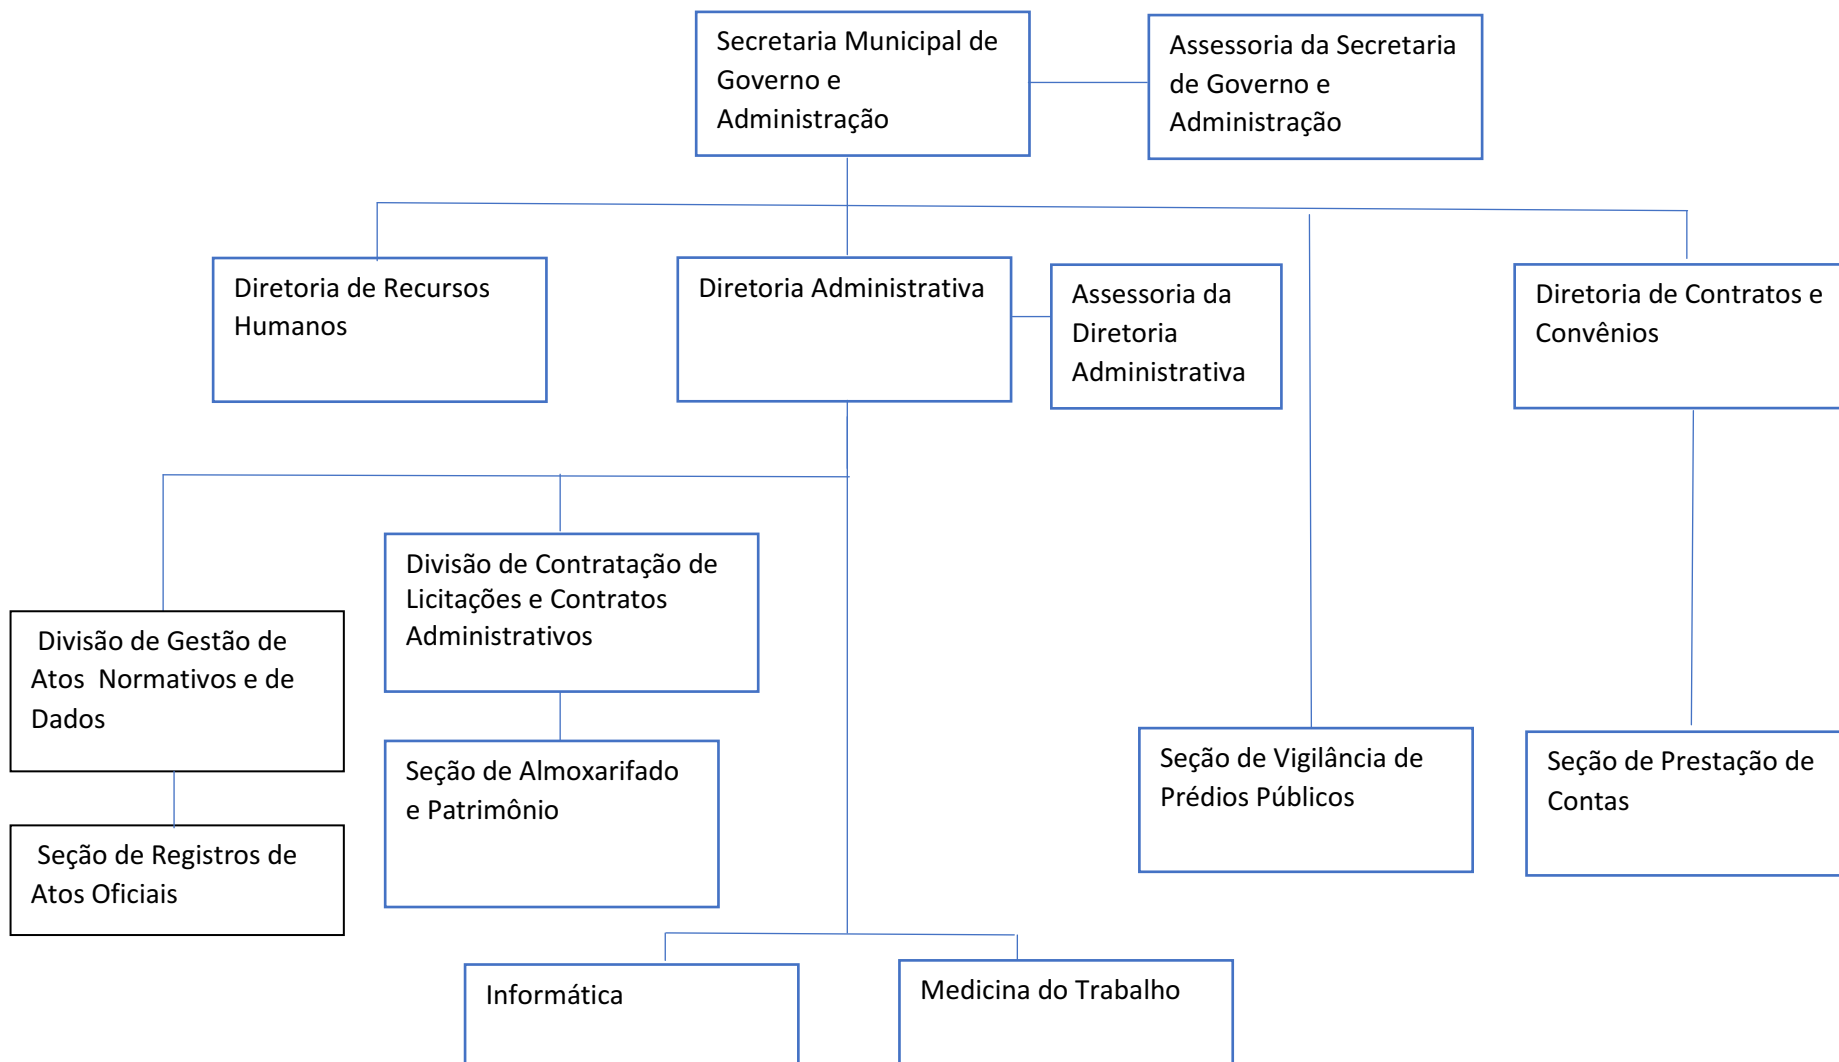 Secretaria Municipal de
Governo e
Administração
Assessoria da Secretaria
de Governo e
Administração
Diretoria de Recursos
Humanos
Diretoria Administrativa
Assessoria da
Diretoria
Administrativa
Diretoria de Contratos e
Convênios
Divisão de Contratação de
Licitações e Contratos
Administrativos
Divisão de Gestão de
Atos  Normativos e de
Dados
Seção de Almoxarifado
e Patrimônio
Seção de Vigilância de
Prédios Públicos
Seção de Prestação de
Contas
Seção de Registros de
Atos Oficiais
Informática
Medicina do Trabalho